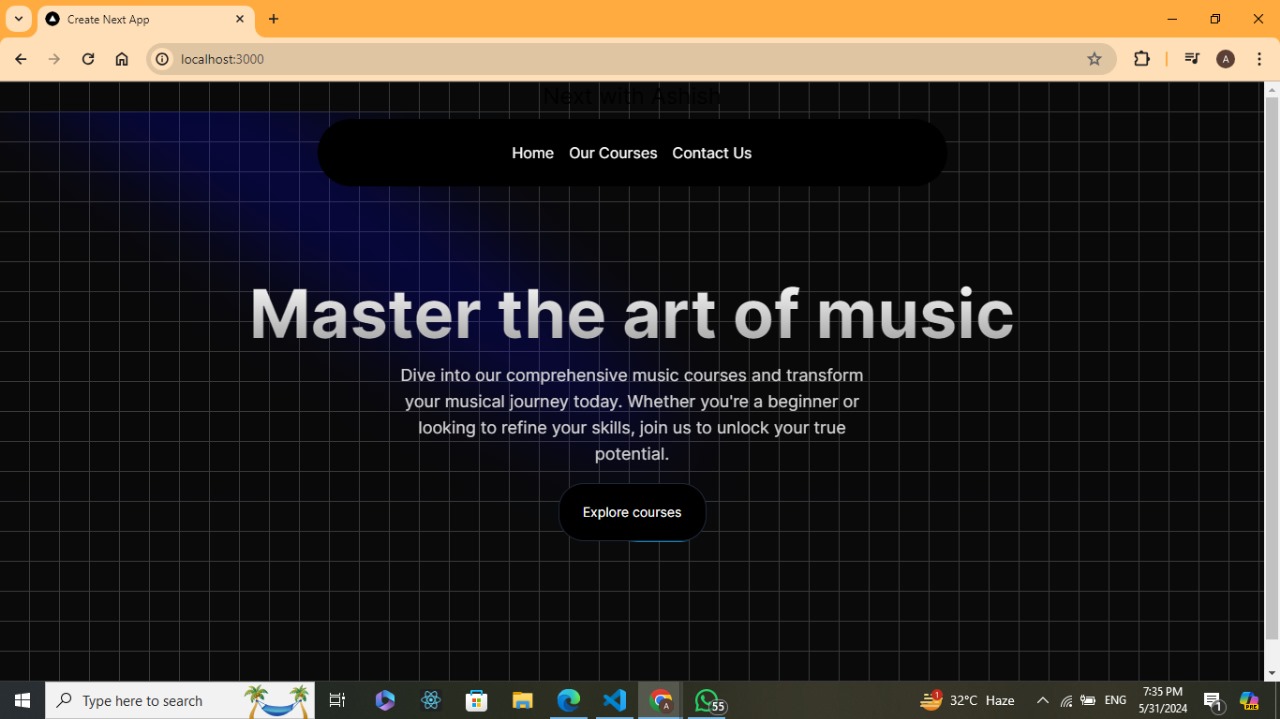 Create Next App
localhost:3000
A
Next with Ashish
Home Our Courses Contact Us
Master the art of music
Dive into our comprehensive music courses and transform
your musical journey today. Whether you're a beginner or
looking to refine your skills, join us to unlock your true
potential.
Explore courses
Type here to search
A
55
1
32°C Haze
ENG
7:35 PM
5/31/2024
1
PRE